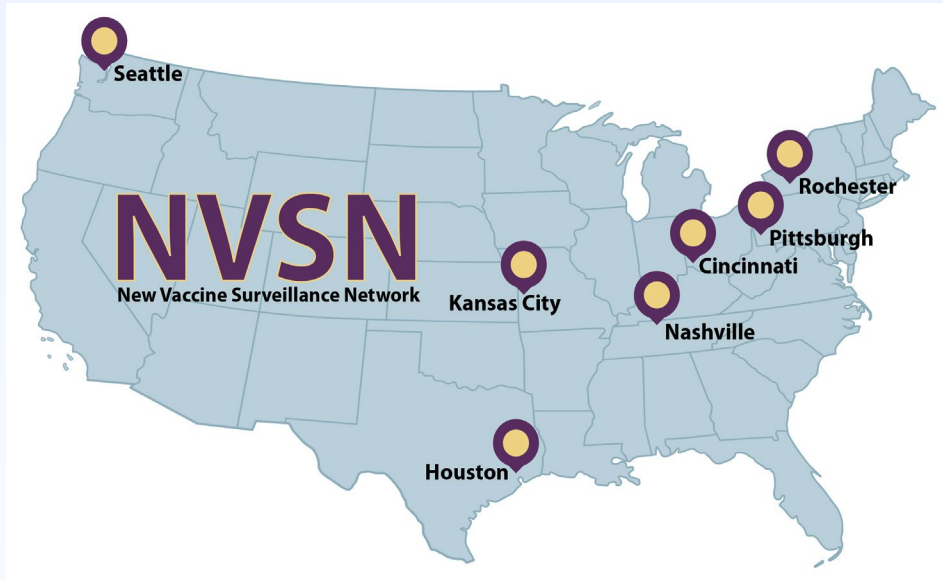 Seattle
NVSN
New Vaccine Surveillance Network
Rochester
Pittsburgh
Cincinnati
Kansas City
Nashville
Houston